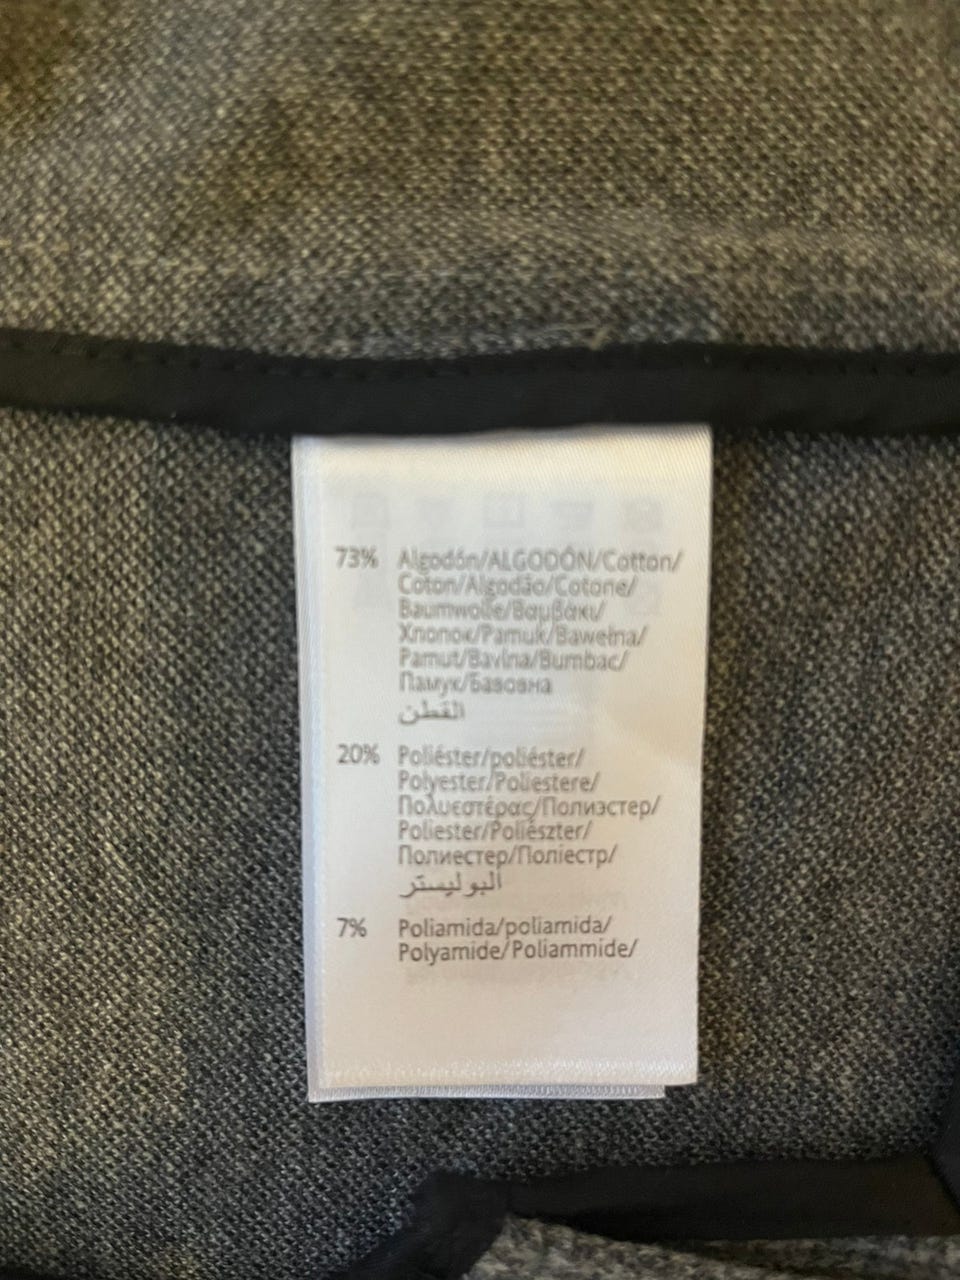 73% Algodón/ALGODÓN/Cotton/
Coton/Algodão/Cotone/
Baumwolle/Βαμβάκι/
Хлопок/Pamuk/Bawełna/
Pamut/Bavlna/Bumbac/
Памук/Бавовна
القطن
20% Poliéster/poliéster/
Polyester/Poliestere/
Πολυεστέρας/Полиэстер/
Poliester/Poliészter/
Полиестер/Поліестр/
البوليستر
7% Poliamida/poliamida/
Polyamide/Poliammide/